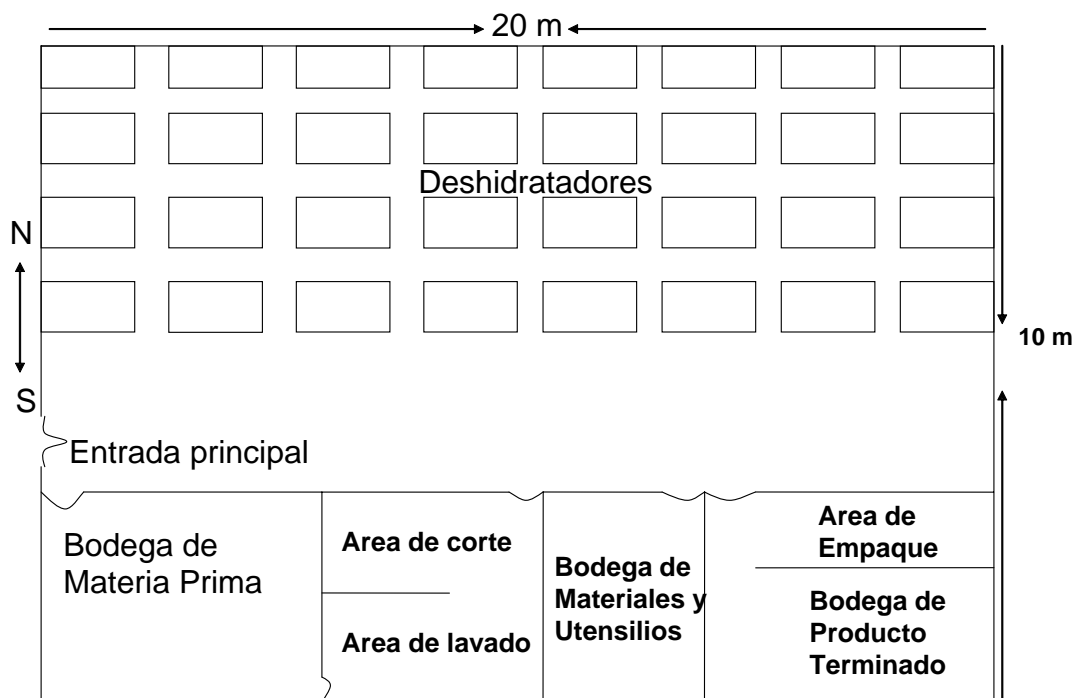 20 m
Deshidratadores
N
S
10 m
Entrada principal
Bodega de
Materia Prima
Area de corte
Area de lavado
Bodega de
Materiales y
Utensilios
Area de
Empaque
Bodega de
Producto
Terminado